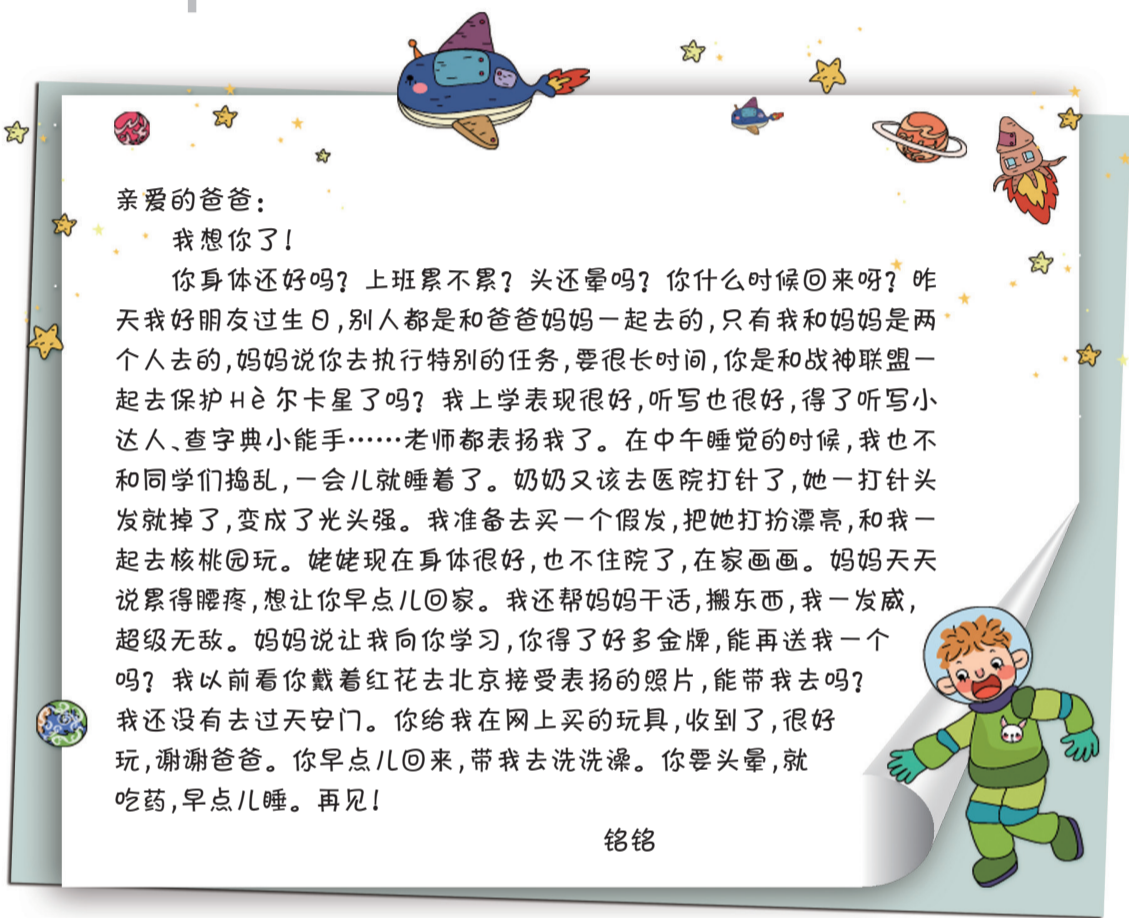 亲爱的爸爸：
我想你了！
你身体还好吗？上班累不累？头还晕吗？你什么时候回来呀？昨
天我好朋友过生日，别人都是和爸爸妈妈一起去的，只有我和妈妈是两
个人去的，妈妈说你去执行特别的任务，要很长时间，你是和战神联盟一
起去保护Hè尔卡星了吗？我上学表现很好，听写也很好，得了听写小
达人、查字典小能手……老师都表扬我了。在中午睡觉的时候，我也不
和同学们捣乱，一会儿就睡着了。奶奶又该去医院打针了，她一打针头
发就掉了，变成了光头强。我准备去买一个假发，把她打扮漂亮，和我一
起去核桃园玩。姥姥现在身体很好，也不住院了，在家画画。妈妈天天
说累得腰疼，想让你早点儿回家。我还帮妈妈干活，搬东西，我一发威，
超级无敌。妈妈说让我向你学习，你得了好多金牌，能再送我一个
吗？我以前看你戴着红花去北京接受表扬的照片，能带我去吗？
我还没有去过天安门。你给我在网上买的玩具，收到了，很好
玩，谢谢爸爸。你早点儿回来，带我去洗洗澡。你要头晕，就
吃药，早点儿睡。再见！
铭铭